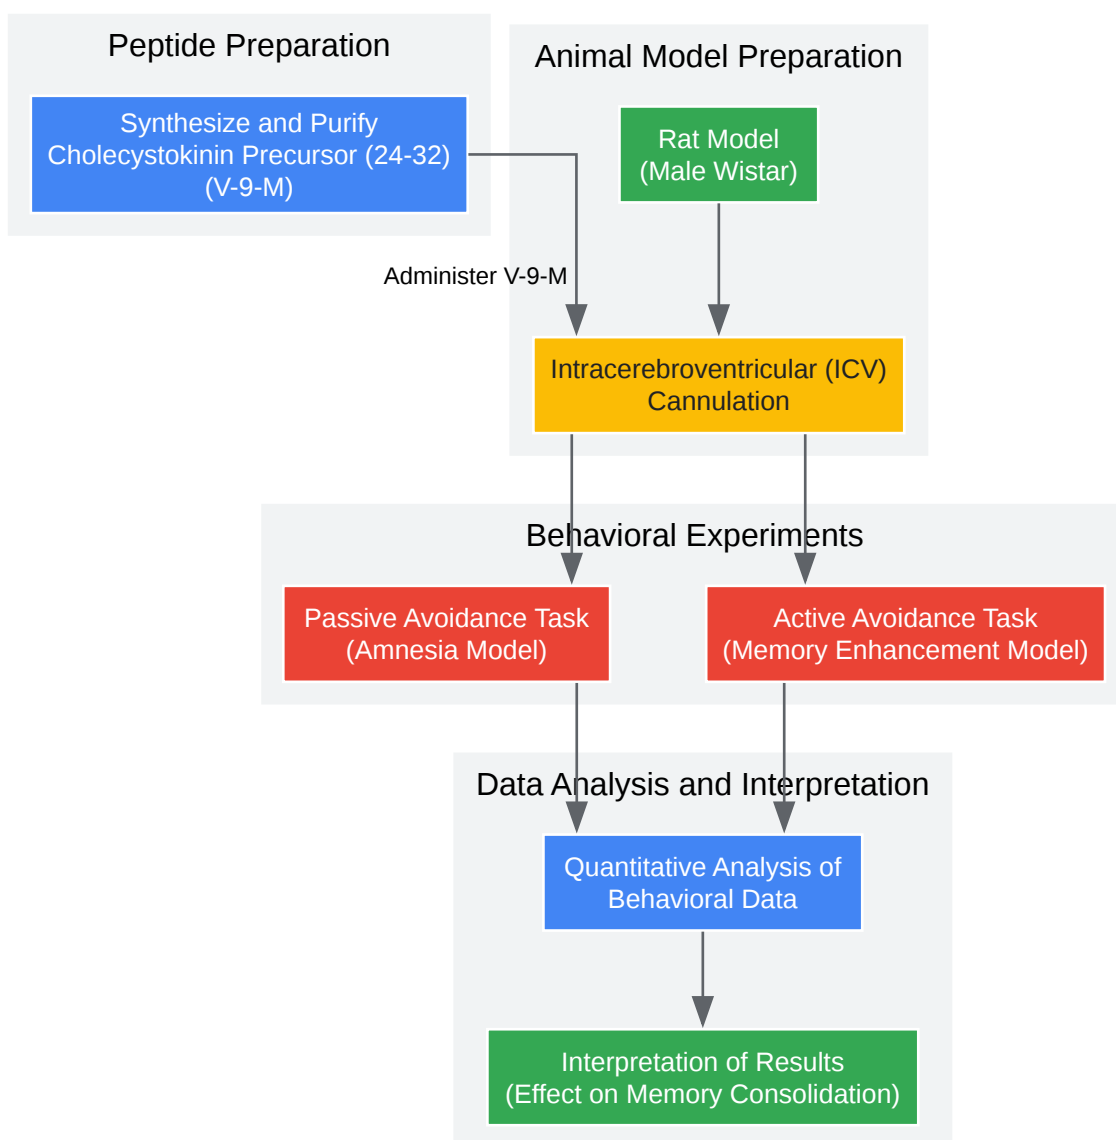 Peptide Preparation
Synthesize and Purify
Cholecystokinin Precursor (24-32)
(V-9-M)
Animal Model Preparation
Rat Model
(Male Wistar)
Administer V-9-M
Intracerebroventricular (ICV)
Cannulation
Behavioral Experiments
Passive Avoidance Task
(Amnesia Model)
Active Avoidance Task
(Memory Enhancement Model)
Data Analysis and Interpretation
Quantitative Analysis of
Behavioral Data
Interpretation of Results
(Effect on Memory Consolidation)